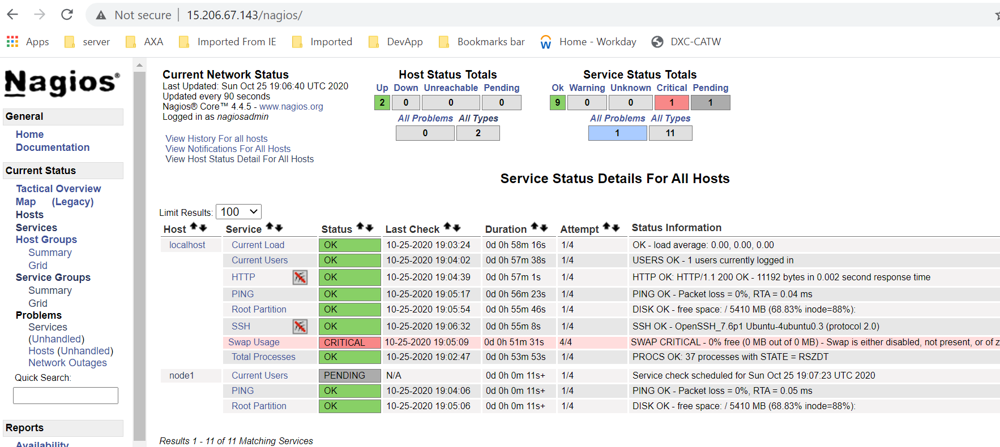 Not secure | 15.206.67.143/nagios/
Apps server AXA Imported From IE Imported DevApp Bookmarks bar Home - Workday DXC-CATW
Nagios®
General
Home
Documentation
Current Status
Tactical Overview
Map (Legacy)
Hosts
Services
Host Groups
Summary
Grid
Service Groups
Summary
Grid
Problems
Services
(Unhandled)
Hosts (Unhandled)
Network Outages
Quick Search:
Reports
Availability
Current Network Status
Last Updated: Sun Oct 25 19:06:40 UTC 2020
Updated every 90 seconds
Nagios® Core™ 4.4.5 - www.nagios.org
Logged in as nagiosadmin
View History For all hosts
View Notifications For All Hosts
View Host Status Detail For All Hosts
Host Status Totals
Up Down Unreachable Pending
2 0 0 0
All Problems All Types
0 2
Service Status Totals
Ok Warning Unknown Critical Pending
9 0 0 1 1
All Problems All Types
1 11
Service Status Details For All Hosts
Limit Results: 100
Host Service Status Last Check Duration Attempt Status Information
localhost Current Load OK 10-25-2020 19:03:24 0d 0h 58m 16s 1/4 OK - load average: 0.00, 0.00, 0.00
Current Users OK 10-25-2020 19:04:02 0d 0h 57m 38s 1/4 USERS OK - 1 users currently logged in
HTTP OK 10-25-2020 19:04:39 0d 0h 57m 1s 1/4 HTTP OK: HTTP/1.1 200 OK - 11192 bytes in 0.002 second response time
PING OK 10-25-2020 19:05:17 0d 0h 56m 23s 1/4 PING OK - Packet loss = 0%, RTA = 0.04 ms
Root Partition OK 10-25-2020 19:05:54 0d 0h 55m 46s 1/4 DISK OK - free space: / 5410 MB (68.83% inode=88%):
SSH OK 10-25-2020 19:06:32 0d 0h 55m 8s 1/4 SSH OK - OpenSSH_7.6p1 Ubuntu-4ubuntu0.3 (protocol 2.0)
Swap Usage CRITICAL 10-25-2020 19:05:09 0d 0h 51m 31s 4/4 SWAP CRITICAL - 0% free (0 MB out of 0 MB) - Swap is either disabled, not present, or of z
Total Processes OK 10-25-2020 19:02:47 0d 0h 53m 53s 1/4 PROCS OK: 37 processes with STATE = RSZDT
node1 Current Users PENDING N/A 0d 0h 0m 11s+ 1/4 Service check scheduled for Sun Oct 25 19:07:23 UTC 2020
PING OK 10-25-2020 19:04:06 0d 0h 0m 11s+ 1/4 PING OK - Packet loss = 0%, RTA = 0.05 ms
Root Partition OK 10-25-2020 19:05:06 0d 0h 0m 11s+ 1/4 DISK OK - free space: / 5410 MB (68.83% inode=88%):
Results 1 - 11 of 11 Matching Services